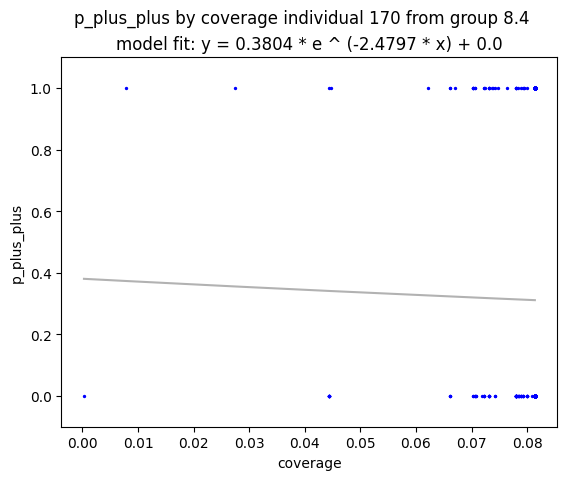 p_plus_plus by coverage individual 170 from group 8.4
model fit: y = 0.3804 * e ^ (-2.4797 * x) + 0.0
1.0
0.8
0.6
0.4
0.2
0.0
p_plus_plus
0.00 0.01 0.02 0.03 0.04 0.05 0.06 0.07 0.08
coverage